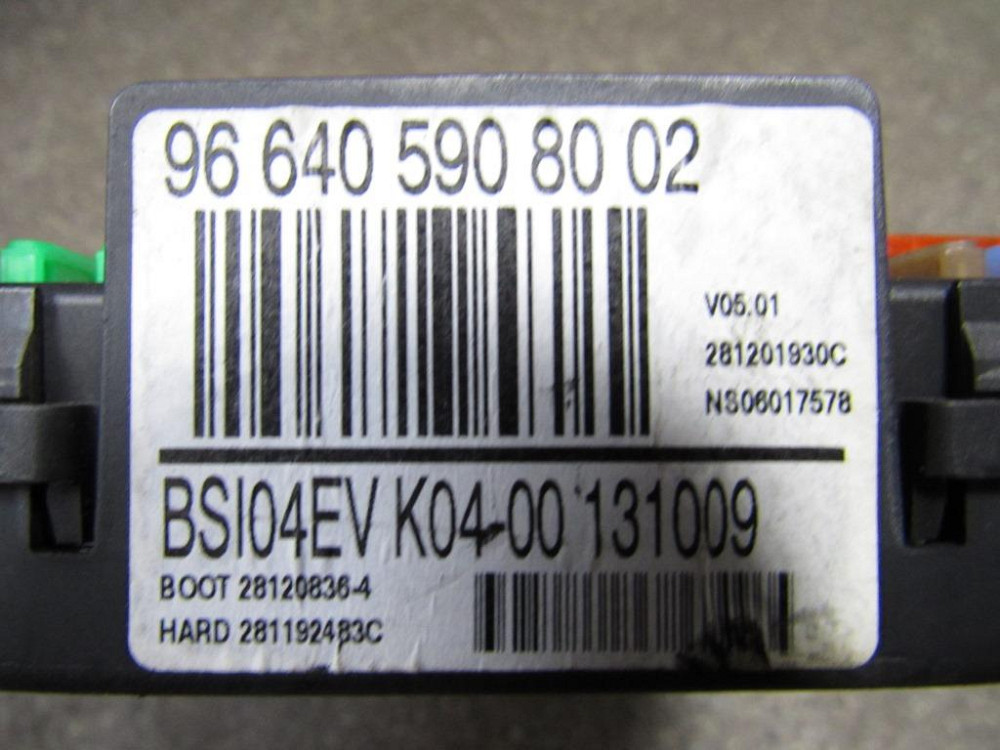 96 640 590 80 02
V05.01
281201930C
NS06017578
BSI04EV K04-00 131009
BOOT 28120836-4
HARD 281192483C